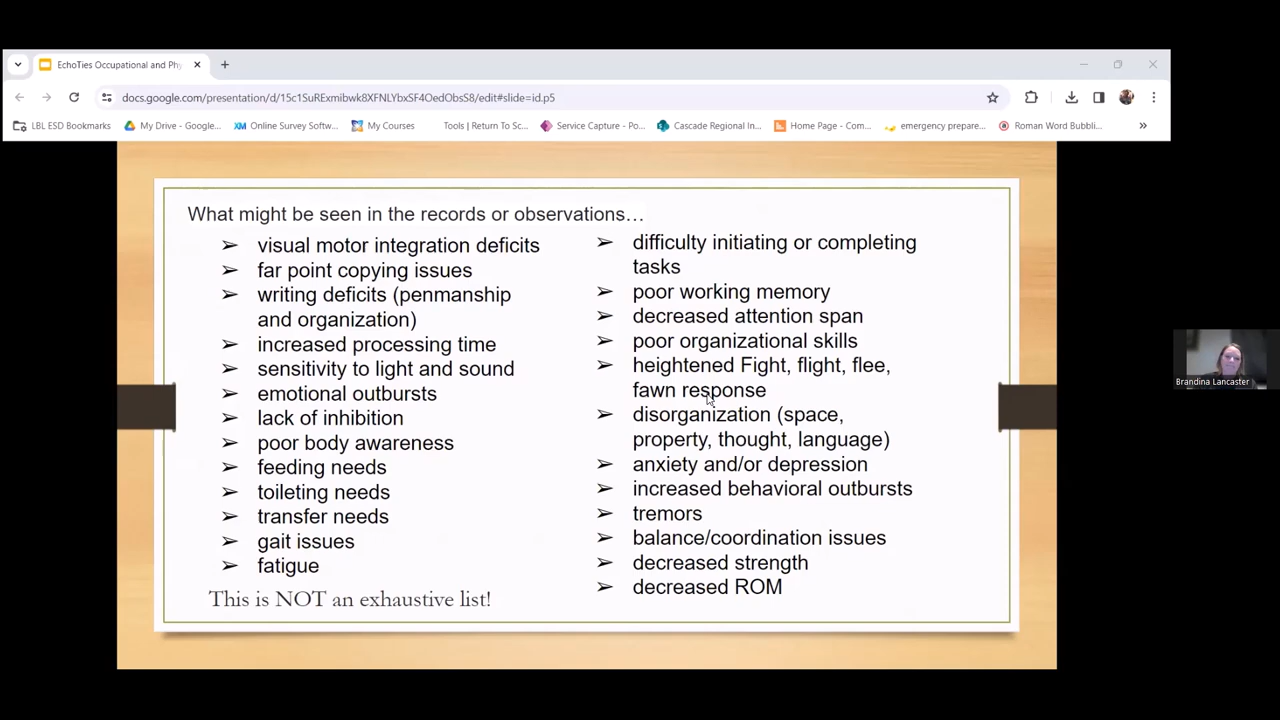 EchoTies Occupational and Phy
docs.google.com/presentation/d/15c1SuRExmibwk8XFNLYbxSF4OedObsS8/edit#slide=id.p5
LBL ESD Bookmarks
My Drive - Google...
Online Survey Softw...
My Courses
Tools | Return To Sc...
Service Capture - Po...
Cascade Regional In...
Home Page - Com...
emergency prepare...
Roman Word Bubbli...
What might be seen in the records or observations…
visual motor integration deficits
far point copying issues
writing deficits (penmanship
and organization)
increased processing time
sensitivity to light and sound
emotional outbursts
lack of inhibition
poor body awareness
feeding needs
toileting needs
transfer needs
gait issues
fatigue
This is NOT an exhaustive list!
difficulty initiating or completing
tasks
poor working memory
decreased attention span
poor organizational skills
heightened Fight, flight, flee,
fawn response
disorganization (space,
property, thought, language)
anxiety and/or depression
increased behavioral outbursts
tremors
balance/coordination issues
decreased strength
decreased ROM
Brandina Lancaster